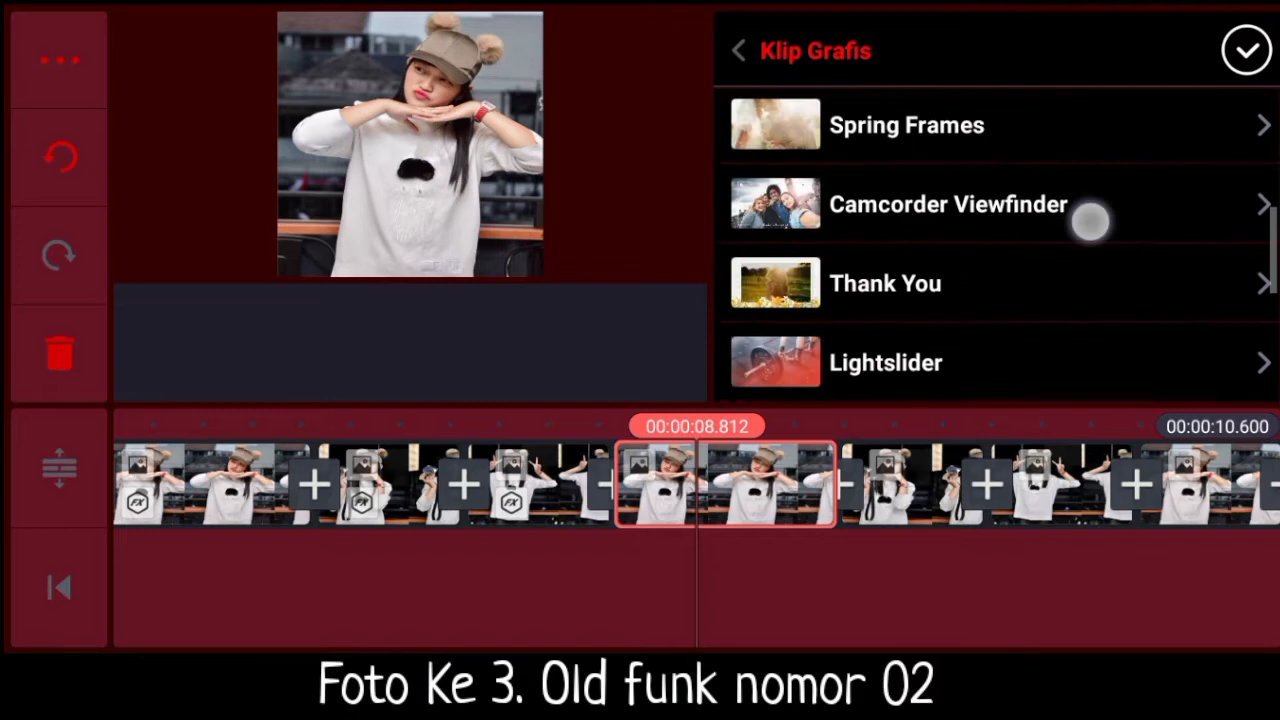 Klip Grafis
Spring Frames
Camcorder Viewfinder
Thank You
Lightslider
00:00:08.812
00:00:10.600
Foto Ke 3. Old funk nomor 02